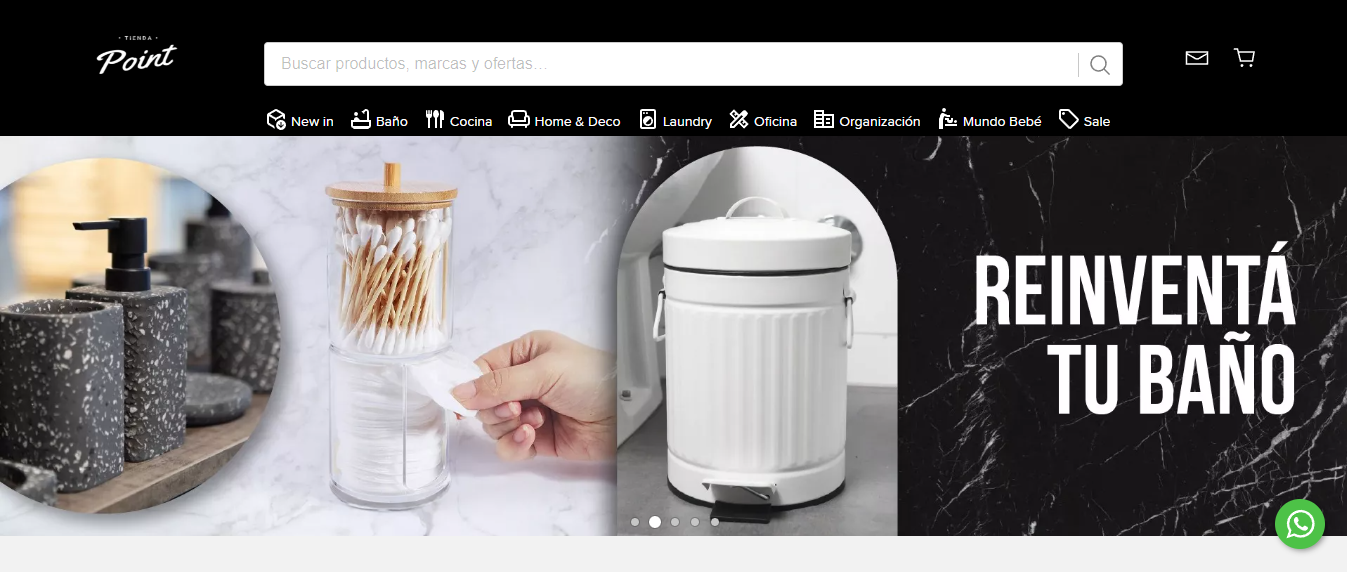 · TIENDA ·
Point
Buscar productos, marcas y ofertas...
New in Baño Cocina Home & Deco Laundry Oficina Organización Mundo Bebé Sale
REINVENTÁ
TU BAÑO